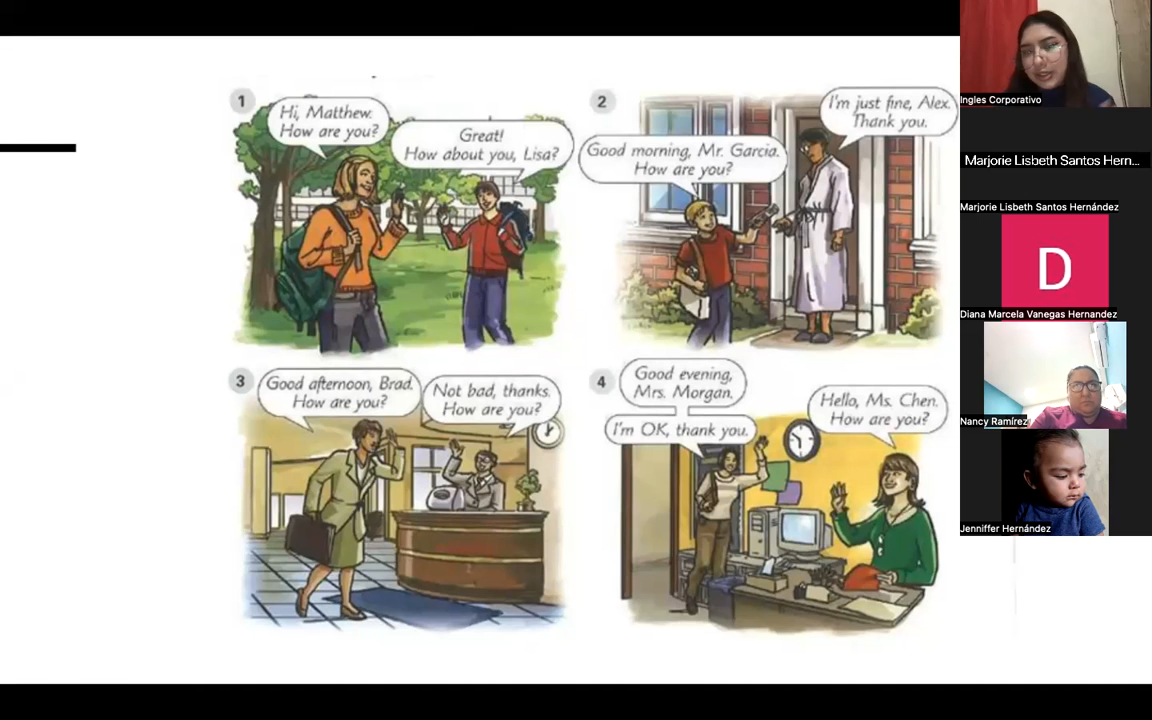 1
Hi, Matthew.
How are you?
Great!
How about you, Lisa?
2
Good morning, Mr. Garcia.
How are you?
I'm just fine, Alex.
Thank you.
3
Good afternoon, Brad.
How are you?
Not bad, thanks.
How are you?
4
Good evening,
Mrs. Morgan.
Hello, Ms. Chen.
How are you?
I'm OK, thank you.
Ingles Corporativo
Marjorie Lisbeth Santos Hern...
Marjorie Lisbeth Santos Hernández
D
Diana Marcela Vanegas Hernandez
Nancy Ramírez
Jenniffer Hernández